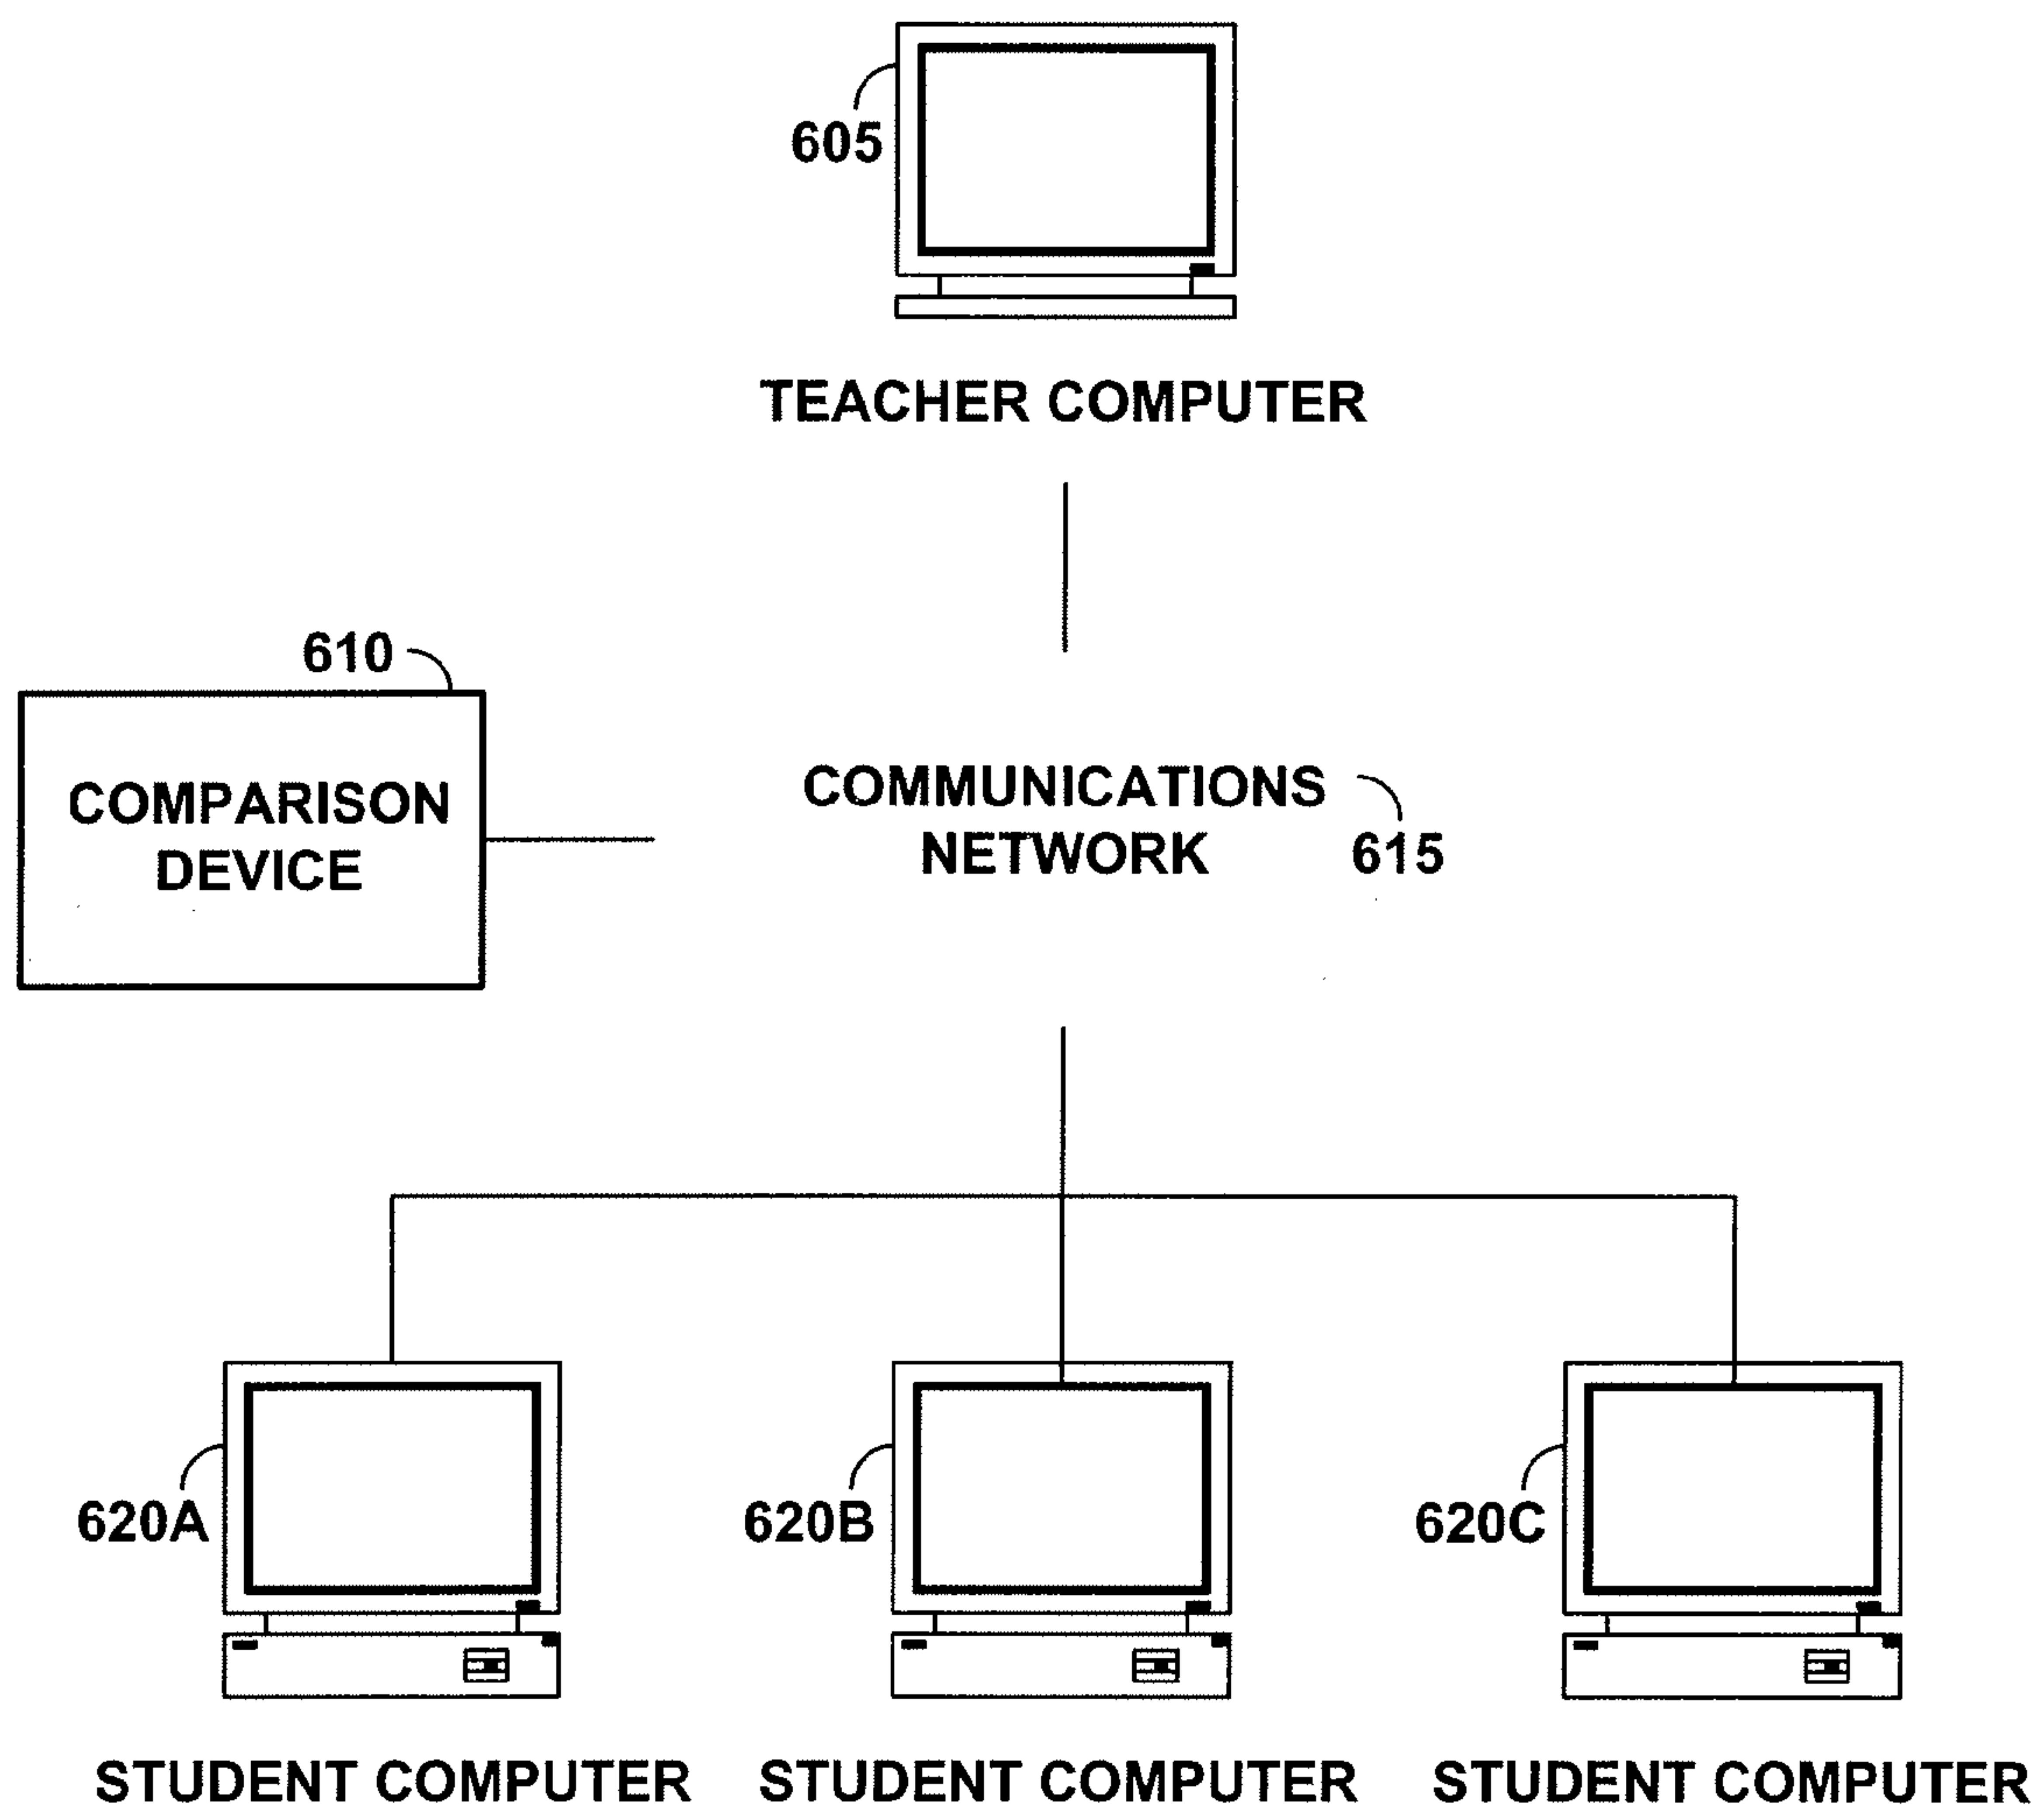 605
TEACHER COMPUTER
610
COMPARISON
DEVICE
COMMUNICATIONS
NETWORK
615
620A
620B
620C
STUDENT COMPUTER
STUDENT COMPUTER
STUDENT COMPUTER